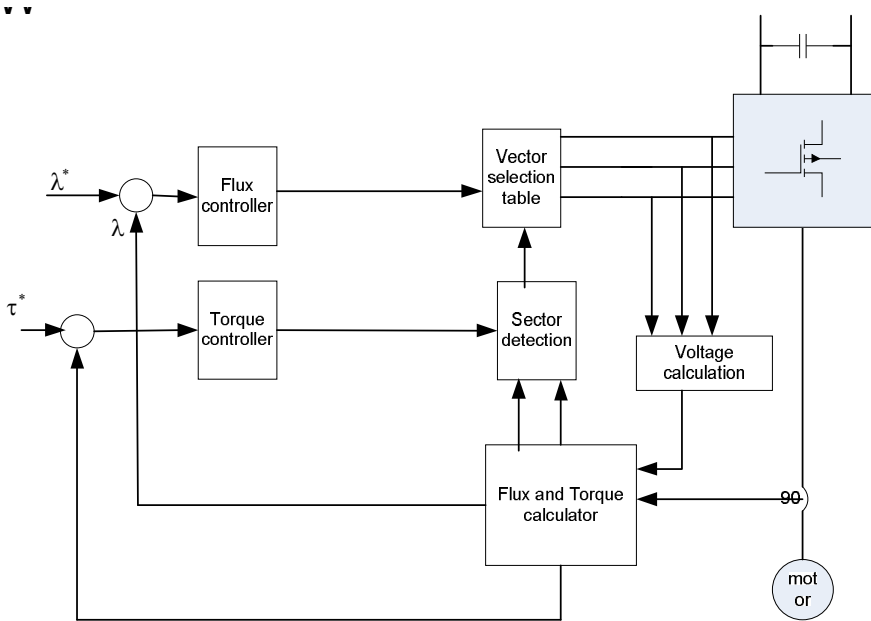 λ*
Flux
controller
Vector
selection
table
λ
τ*
Torque
controller
Sector
detection
Voltage
calculation
Flux and Torque
calculator
90
mot
or